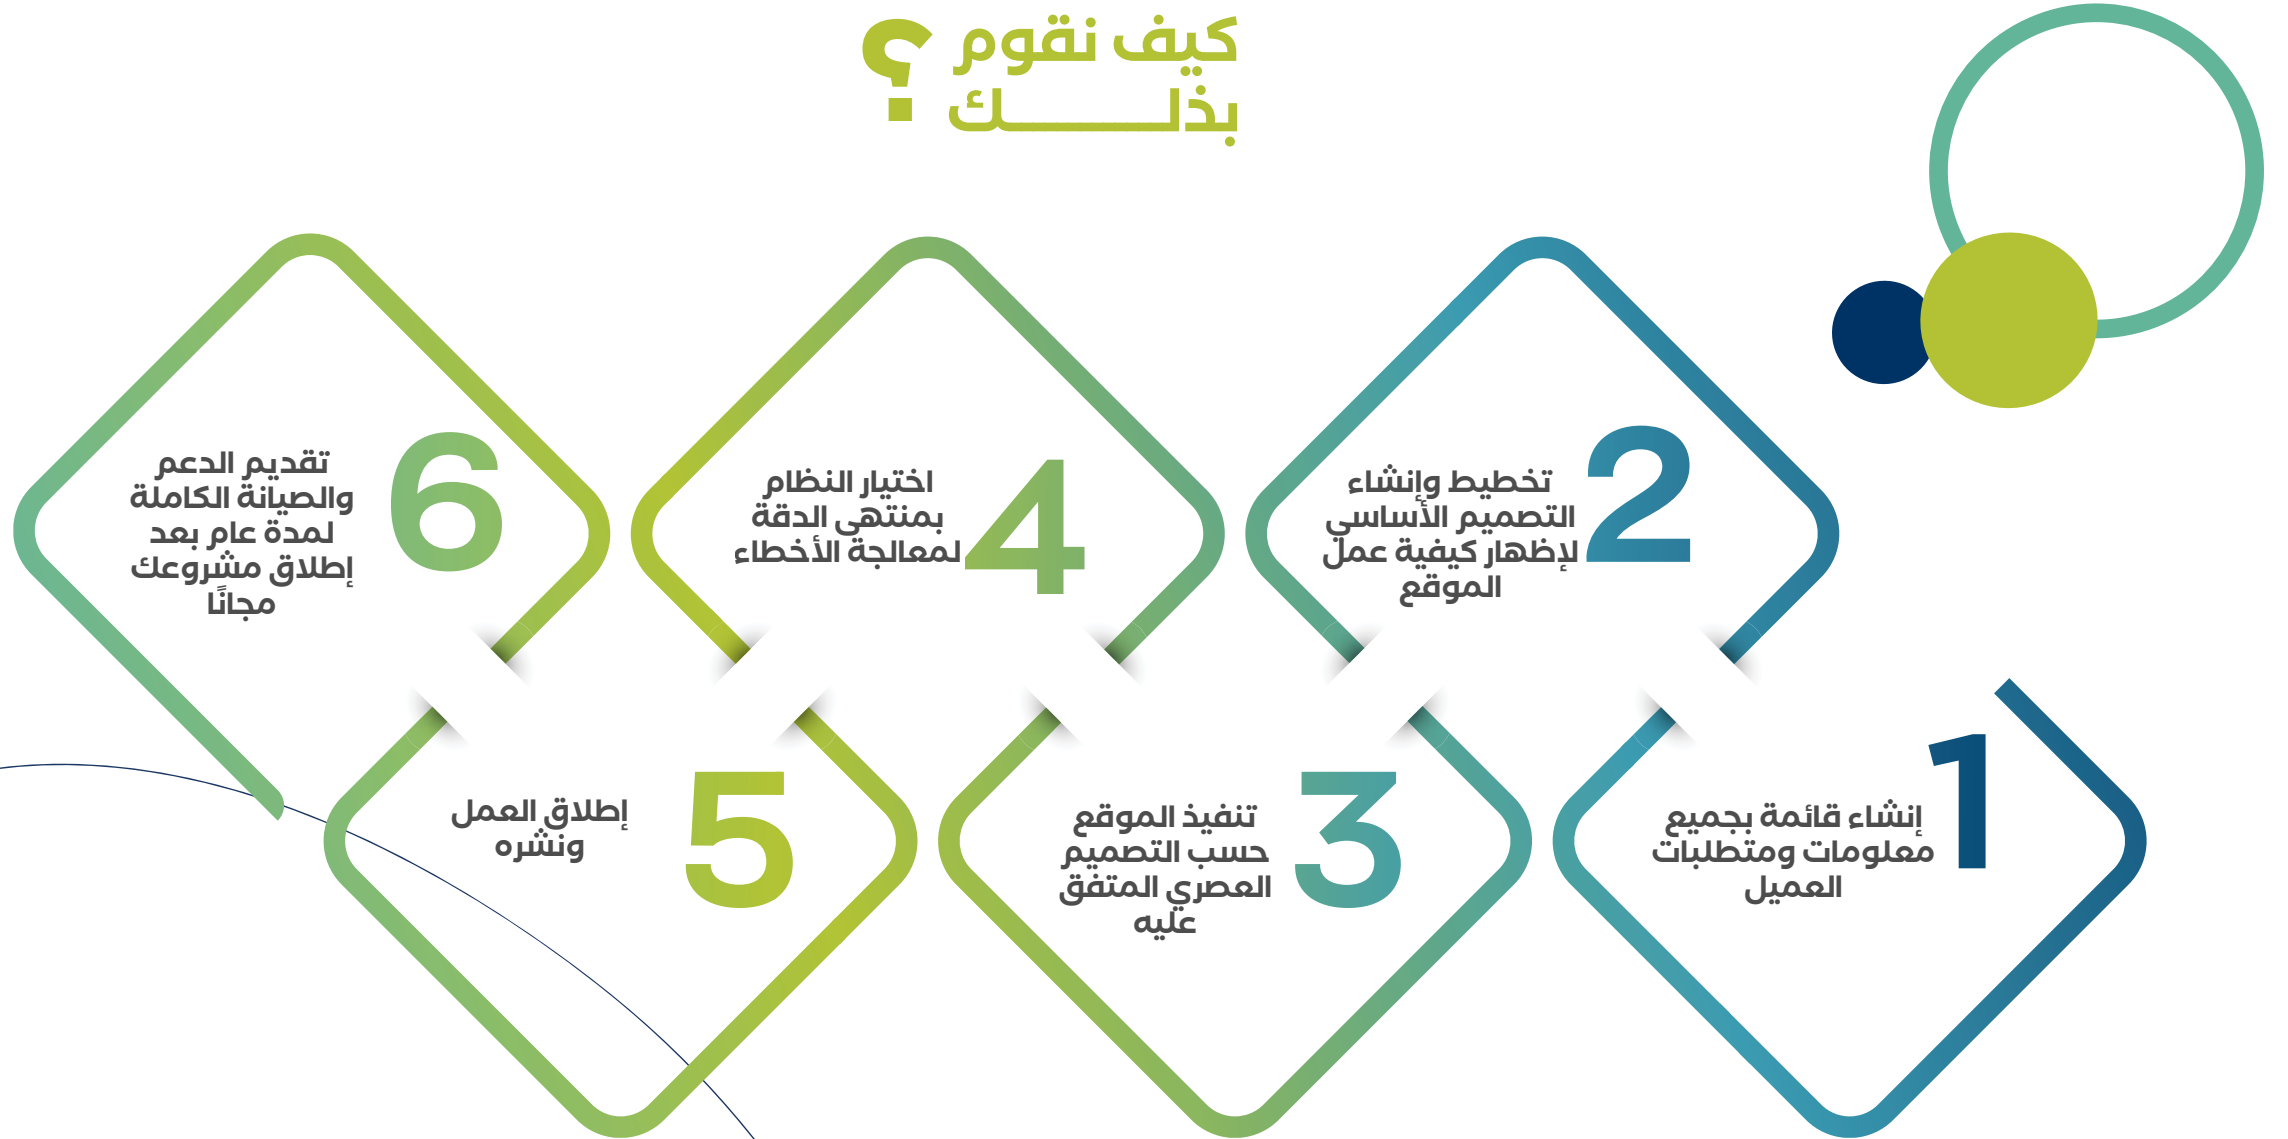 كيف نقوم
بذلـــــــك ؟
1
إنشاء قائمة بجميع
معلومات ومتطلبات
العميل
2
تخطيط وإنشاء
التصميم الأساسي
لإظهار كيفية عمل
الموقع
3
تنفيذ الموقع
حسب التصميم
العصري المتفق
عليه
4
اختيار النظام
بمنتهى الدقة
لمعالجة الأخطاء
5
إطلاق العمل
ونشره
6
تقديم الدعم
والصيانة الكاملة
لمدة عام بعد
إطلاق مشروعك
مجانًا